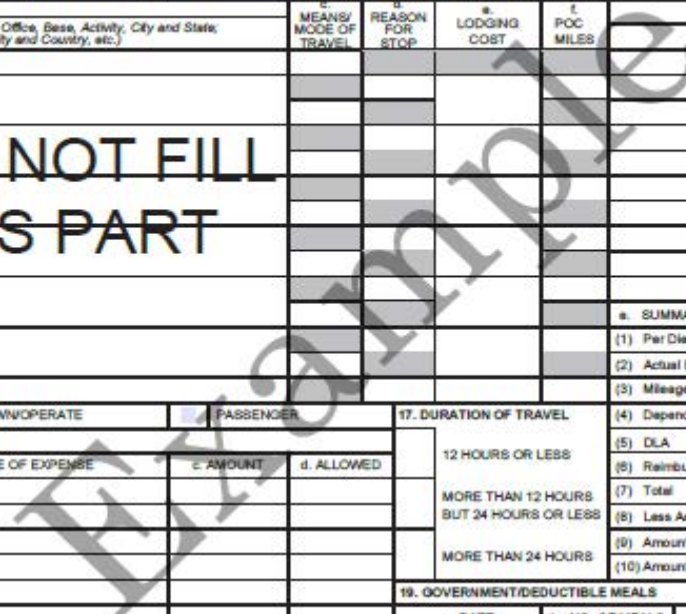 c. d. e. f.
MEANS/ MODE OF TRAVEL
REASON FOR STOP
LODGING COST
POC MILES
Office, Base, Activity, City and State;
ity and Country, etc.)
NOT FILL
S PART
Example
e. SUMMA
(1) Per Die
(2) Actual
(3) Mileage
WN/OPERATE
PASSENGER
17. DURATION OF TRAVEL
(4) Depend
(5) DLA
12 HOURS OR LESS
E OF EXPENSE
c. AMOUNT
d. ALLOWED
(6) Reimbu
(7) Total
MORE THAN 12 HOURS
BUT 24 HOURS OR LESS
(8) Less A
(9) Amoun
MORE THAN 24 HOURS
(10) Amoun
19. GOVERNMENT/DEDUCTIBLE MEALS